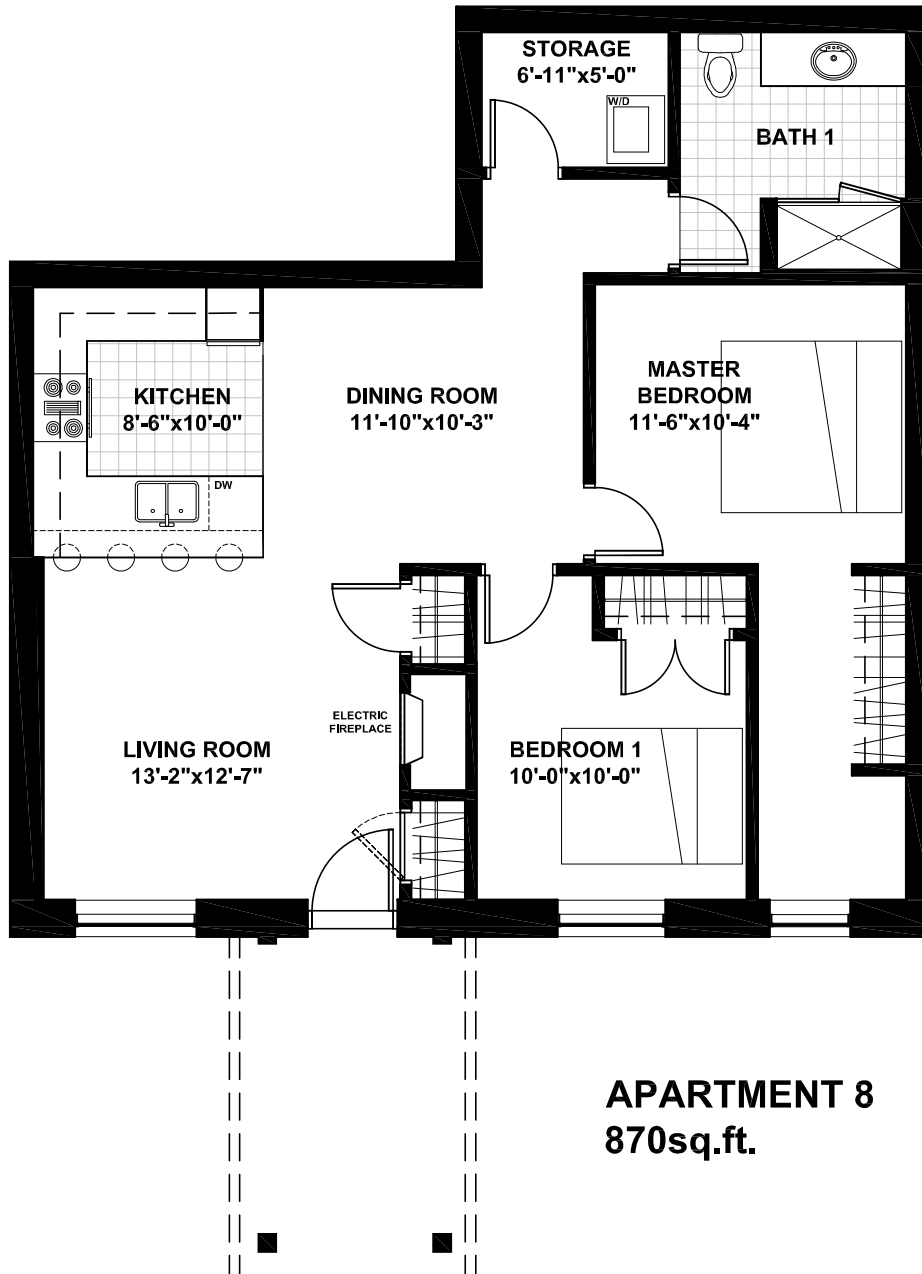 STORAGE
6'-11"x5'-0"
W/D
BATH 1
KITCHEN
8'-6"x10'-0"
DINING ROOM
11'-10"x10'-3"
MASTER
BEDROOM
11'-6"x10'-4"
DW
ELECTRIC
FIREPLACE
LIVING ROOM
13'-2"x12'-7"
BEDROOM 1
10'-0"x10'-0"
APARTMENT 8
870sq.ft.